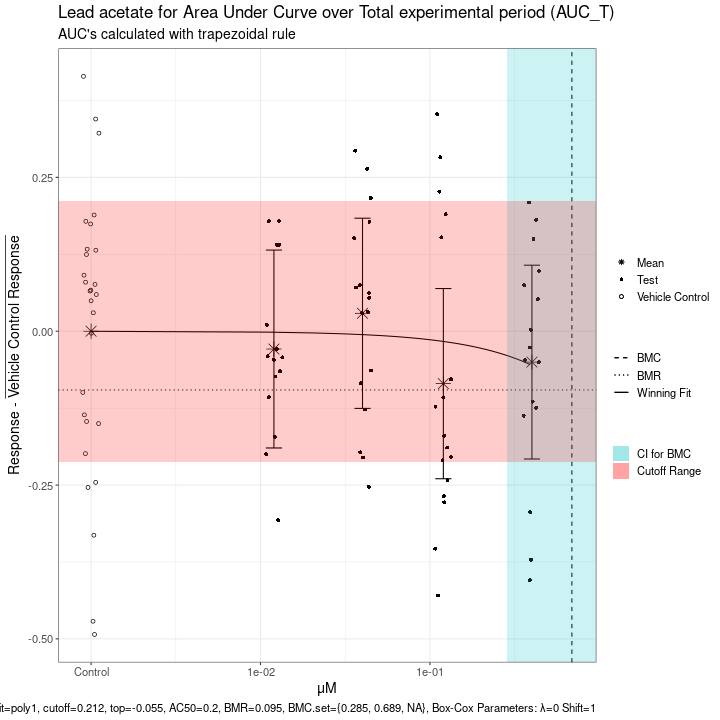 Lead acetate for Area Under Curve over Total experimental period (AUC_T)
AUC's calculated with trapezoidal rule
Response - Vehicle Control Response
0.25
0.00
-0.25
-0.50
Control
1e-02
1e-01
µM
Mean
Test
Vehicle Control
BMC
BMR
Winning Fit
CI for BMC
Cutoff Range
it=poly1, cutoff=0.212, top=-0.055, AC50=0.2, BMR=0.095, BMC.set={0.285, 0.689, NA}, Box-Cox Parameters: λ=0 Shift=1